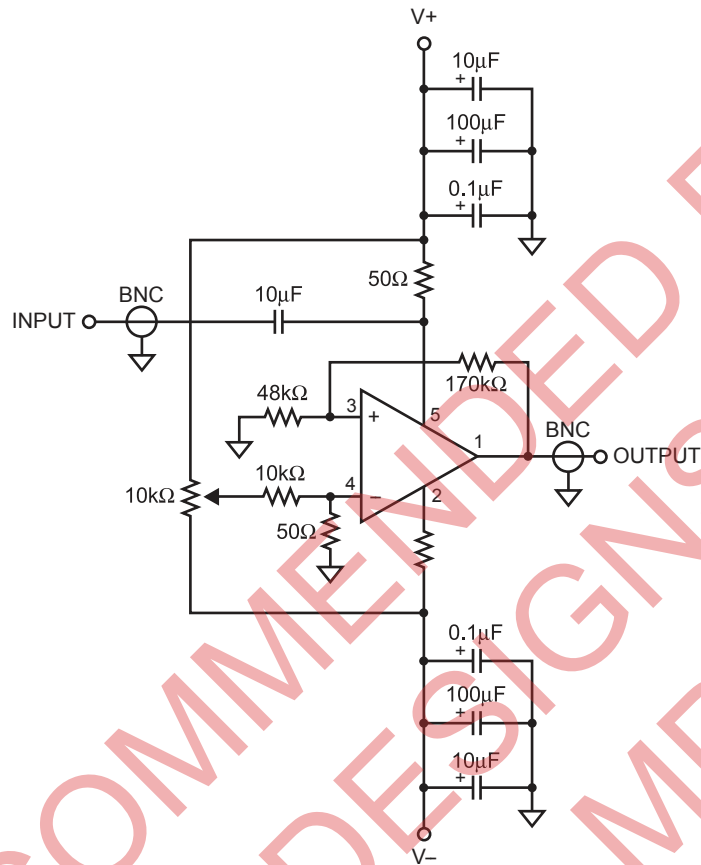 V+
10μF
+
100μF
+
0.1μF
+
50Ω
BNC
10μF
INPUT
170kΩ
48kΩ
3
+
5
1
BNC
OUTPUT
10kΩ
10kΩ
4
−
2
50Ω
0.1μF
+
100μF
+
10μF
+
V–
COMMENDED
DESIGNS